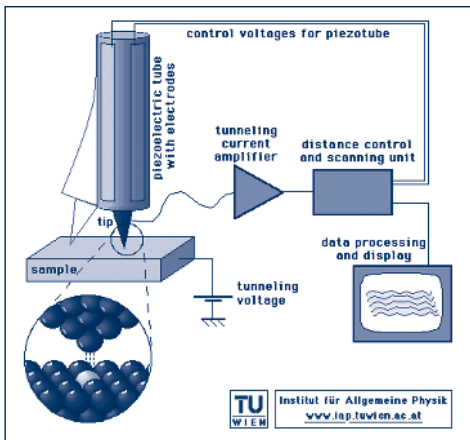 control voltages for piezotube
piezoelectric tube
with electrodes
tunneling
current
amplifier
distance control
and scanning unit
tip
sample
tunneling
voltage
data processing
and display
TU
WIEN
Institut für Allgemeine Physik
www.iap.tuwien.ac.at